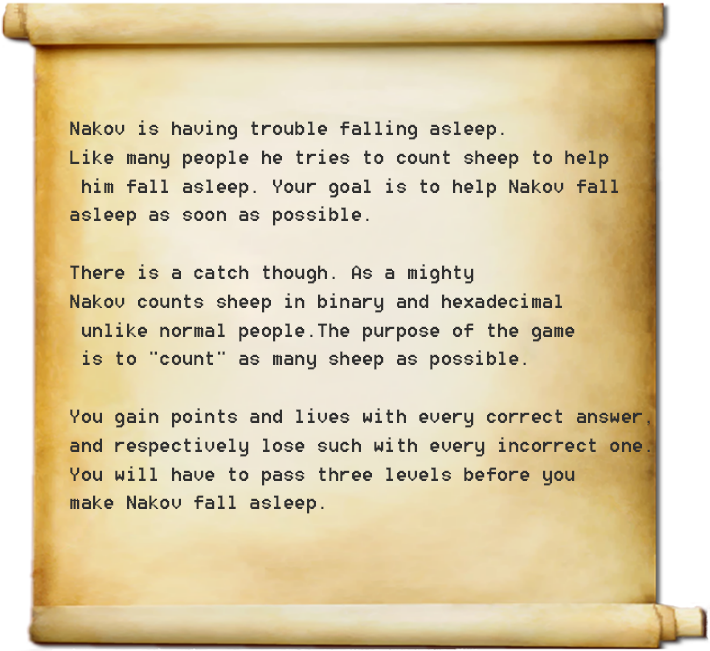 Nakov is having trouble falling asleep.
Like many people he tries to count sheep to help
him fall asleep. Your goal is to help Nakov fall
asleep as soon as possible.
There is a catch though. As a mighty
Nakov counts sheep in binary and hexadecimal
unlike normal people.The purpose of the game
is to "count" as many sheep as possible.
You gain points and lives with every correct answer,
and respectively lose such with every incorrect one.
You will have to pass three levels before you
make Nakov fall asleep.